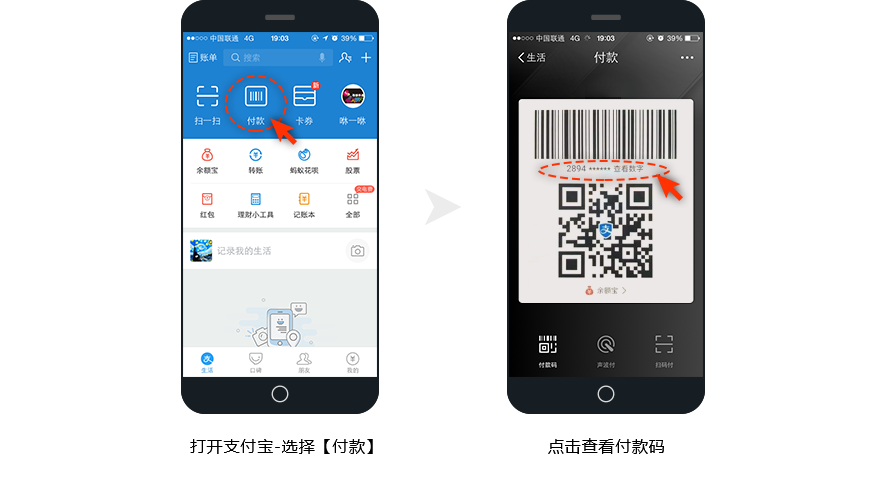 中国联通 4G 19:03 39%
账单 搜索
新
扫一扫 付款 卡券 咻一咻
余额宝 转账 蚂蚁花呗 股票
交电费
红包 理财小工具 记账本 全部
记录我的生活
生活 口碑 朋友 我的
打开支付宝-选择【付款】
中国联通 4G 19:03 39%
生活 付款
2894 ****** 查看数字
支
余额宝
付款码 声波付 扫码付
点击查看付款码